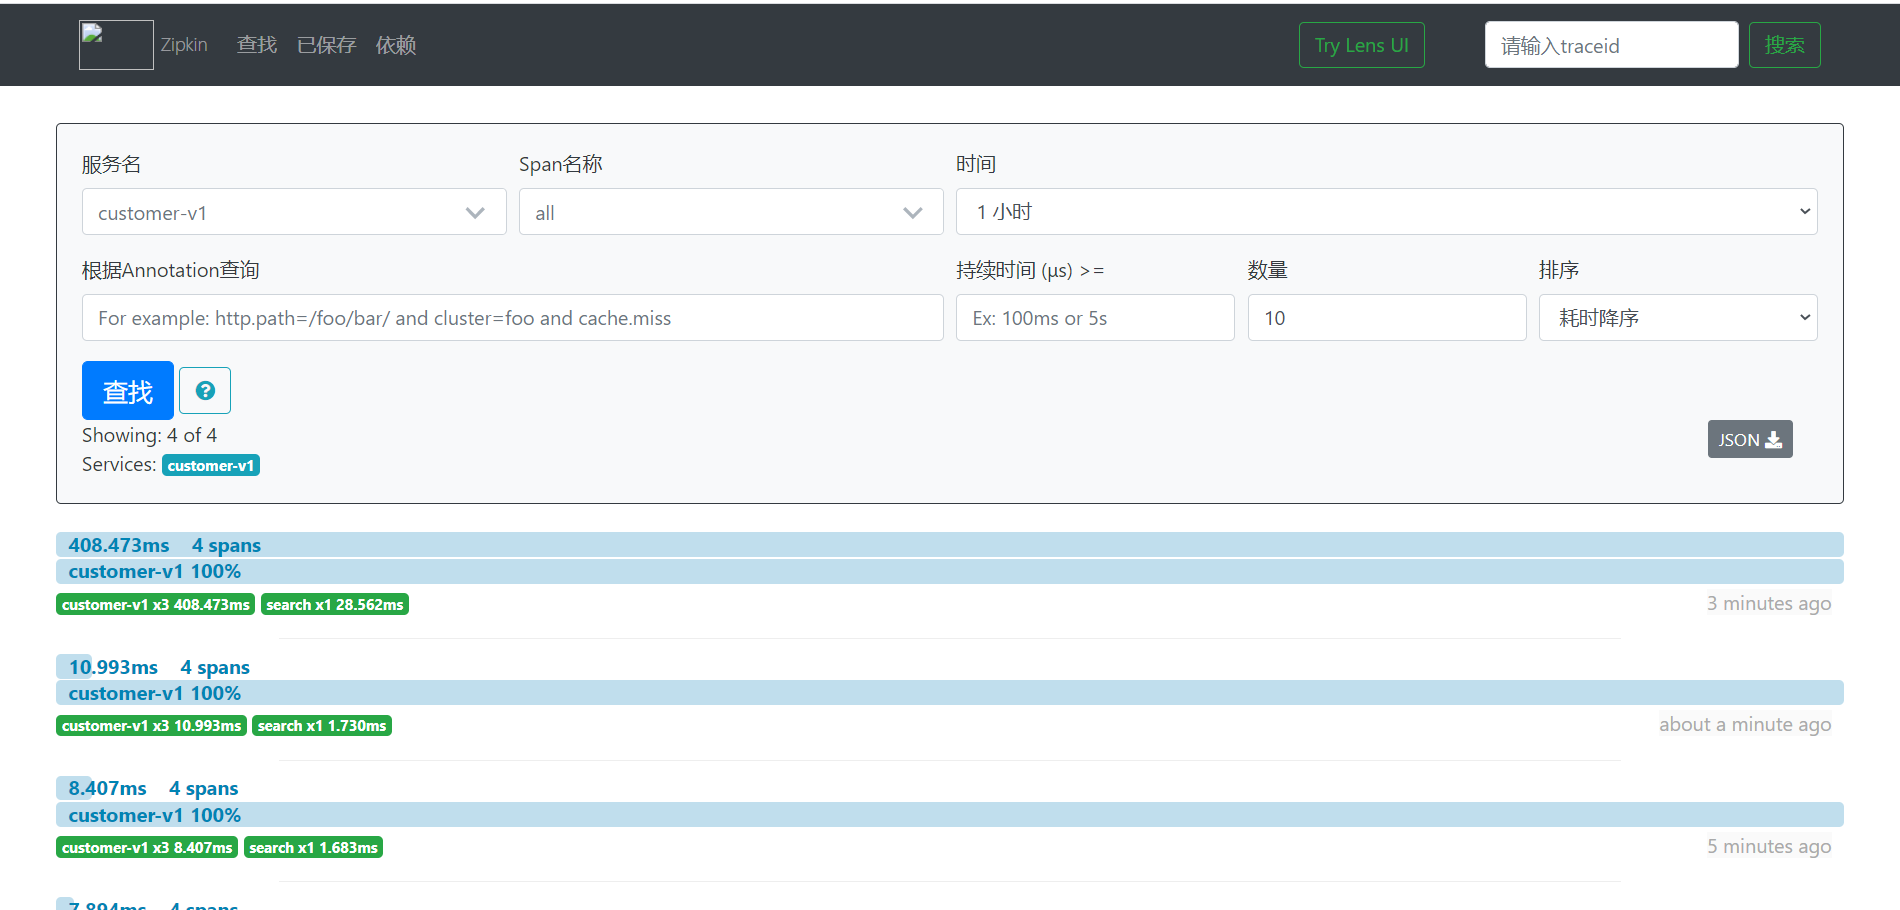 Zipkin 查找 已保存 依赖 Try Lens UI 请输入traceid 搜索
服务名 Span名称 时间
customer-v1 all 1 小时
根据Annotation查询 持续时间 (μs) >= 数量 排序
For example: http.path=/foo/bar/ and cluster=foo and cache.miss Ex: 100ms or 5s 10 耗时降序
查找
Showing: 4 of 4
JSON
Services: customer-v1
408.473ms 4 spans
customer-v1 100%
customer-v1 x3 408.473ms search x1 28.562ms 3 minutes ago
10.993ms 4 spans
customer-v1 100%
customer-v1 x3 10.993ms search x1 1.730ms about a minute ago
8.407ms 4 spans
customer-v1 100%
customer-v1 x3 8.407ms search x1 1.683ms 5 minutes ago
7.894ms 4 spans